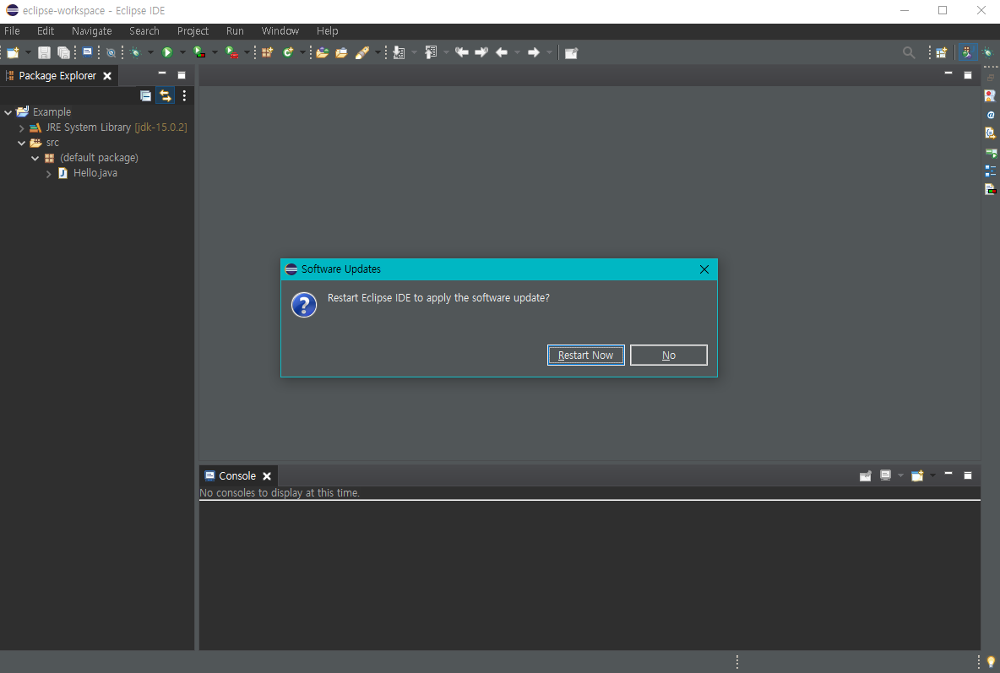 eclipse-workspace - Eclipse IDE
File Edit Navigate Search Project Run Window Help
Package Explorer
Example
JRE System Library [jdk-15.0.2]
src
(default package)
Hello.java
Software Updates
Restart Eclipse IDE to apply the software update?
Restart Now No
Console
No consoles to display at this time.